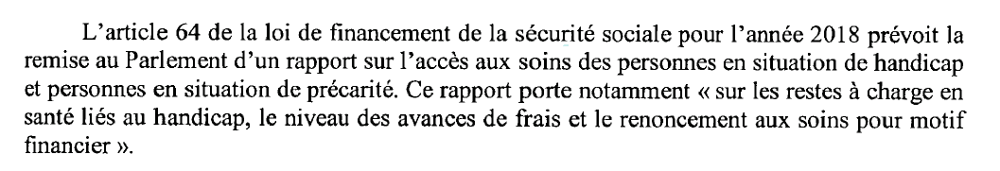 L'article 64 de la loi de financement de la sécurité sociale pour l'année 2018 prévoit la
remise au Parlement d'un rapport sur l'accès aux soins des personnes en situation de handicap
et personnes en situation de précarité. Ce rapport porte notamment « sur les restes à charge en
santé liés au handicap, le niveau des avances de frais et le renoncement aux soins pour motif
financier ».